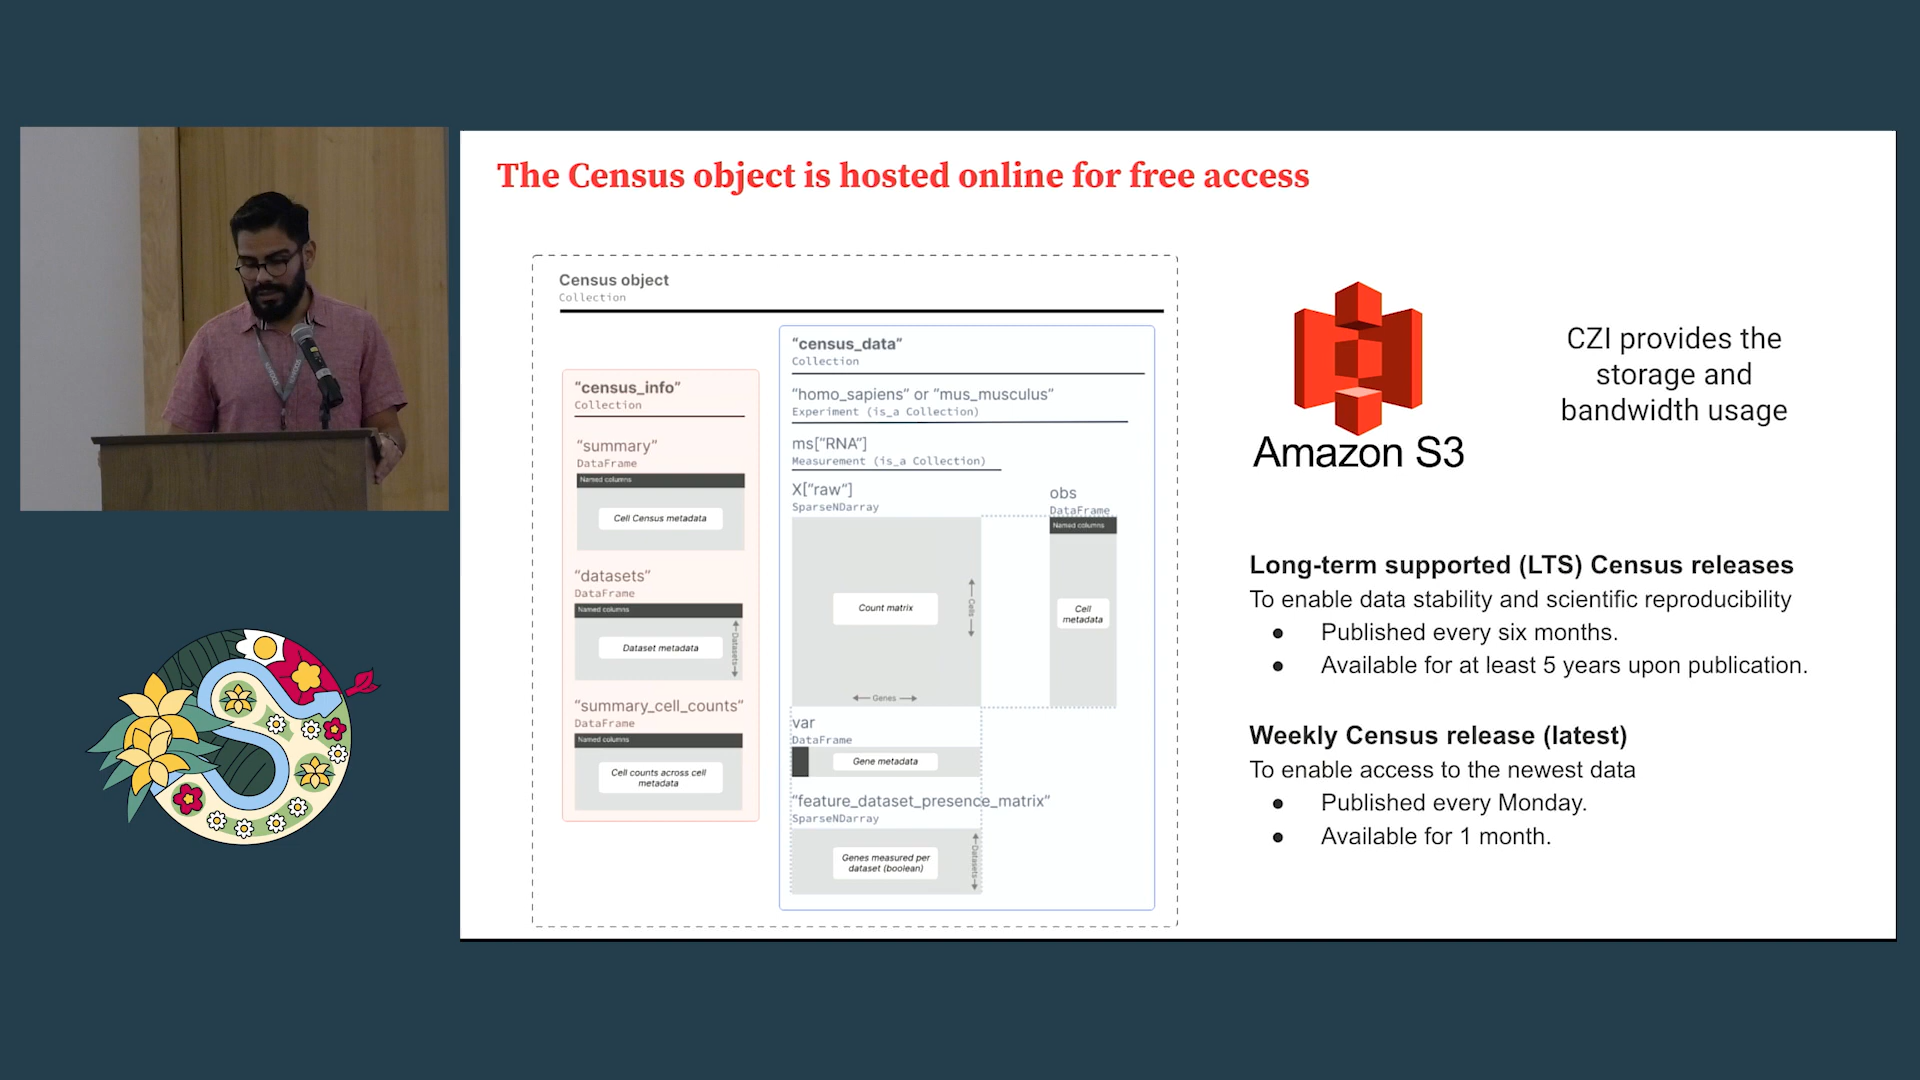 The Census object is hosted online for free access
Census object
Collection
"census_info"
Collection
"summary"
DataFrame
Named columns
Cell Census metadata
"datasets"
DataFrame
Named columns
Dataset metadata
Datasets
"summary_cell_counts"
DataFrame
Named columns
Cell counts across cell
metadata
"census_data"
Collection
"homo_sapiens" or "mus_musculus"
Experiment (is_a Collection)
ms["RNA"]
Measurement (is_a Collection)
X["raw"]
SparseNDarray
Count matrix
Cells
Genes
obs
DataFrame
Named columns
Cell
metadata
var
DataFrame
Gene metadata
"feature_dataset_presence_matrix"
SparseNDarray
Genes measured per
dataset (boolean)
Datasets
Amazon S3
CZI provides the
storage and
bandwidth usage
Long-term supported (LTS) Census releases
To enable data stability and scientific reproducibility
● Published every six months.
● Available for at least 5 years upon publication.
Weekly Census release (latest)
To enable access to the newest data
● Published every Monday.
● Available for 1 month.